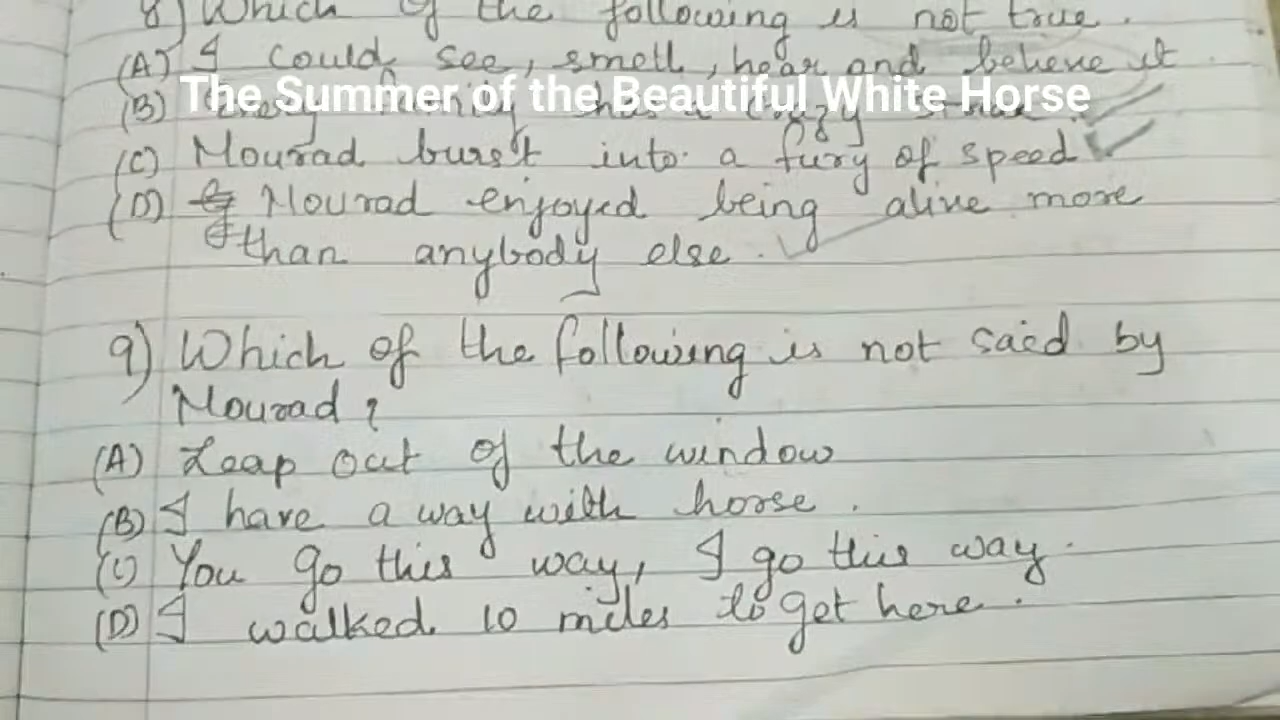 8) Which of the following is not true.
(A) I could see, smell, hear and believe it
The Summer of the Beautiful White Horse
(B) family has a crazy
(C) Mourad burst into a fury of speed
(D) Mourad enjoyed being alive more
than anybody else.
9) Which of the following is not said by
Mourad?
(A) Leap out of the window
(B) I have a way with horse.
(C) You go this way, I go this way.
(D) I walked 10 miles to get here.